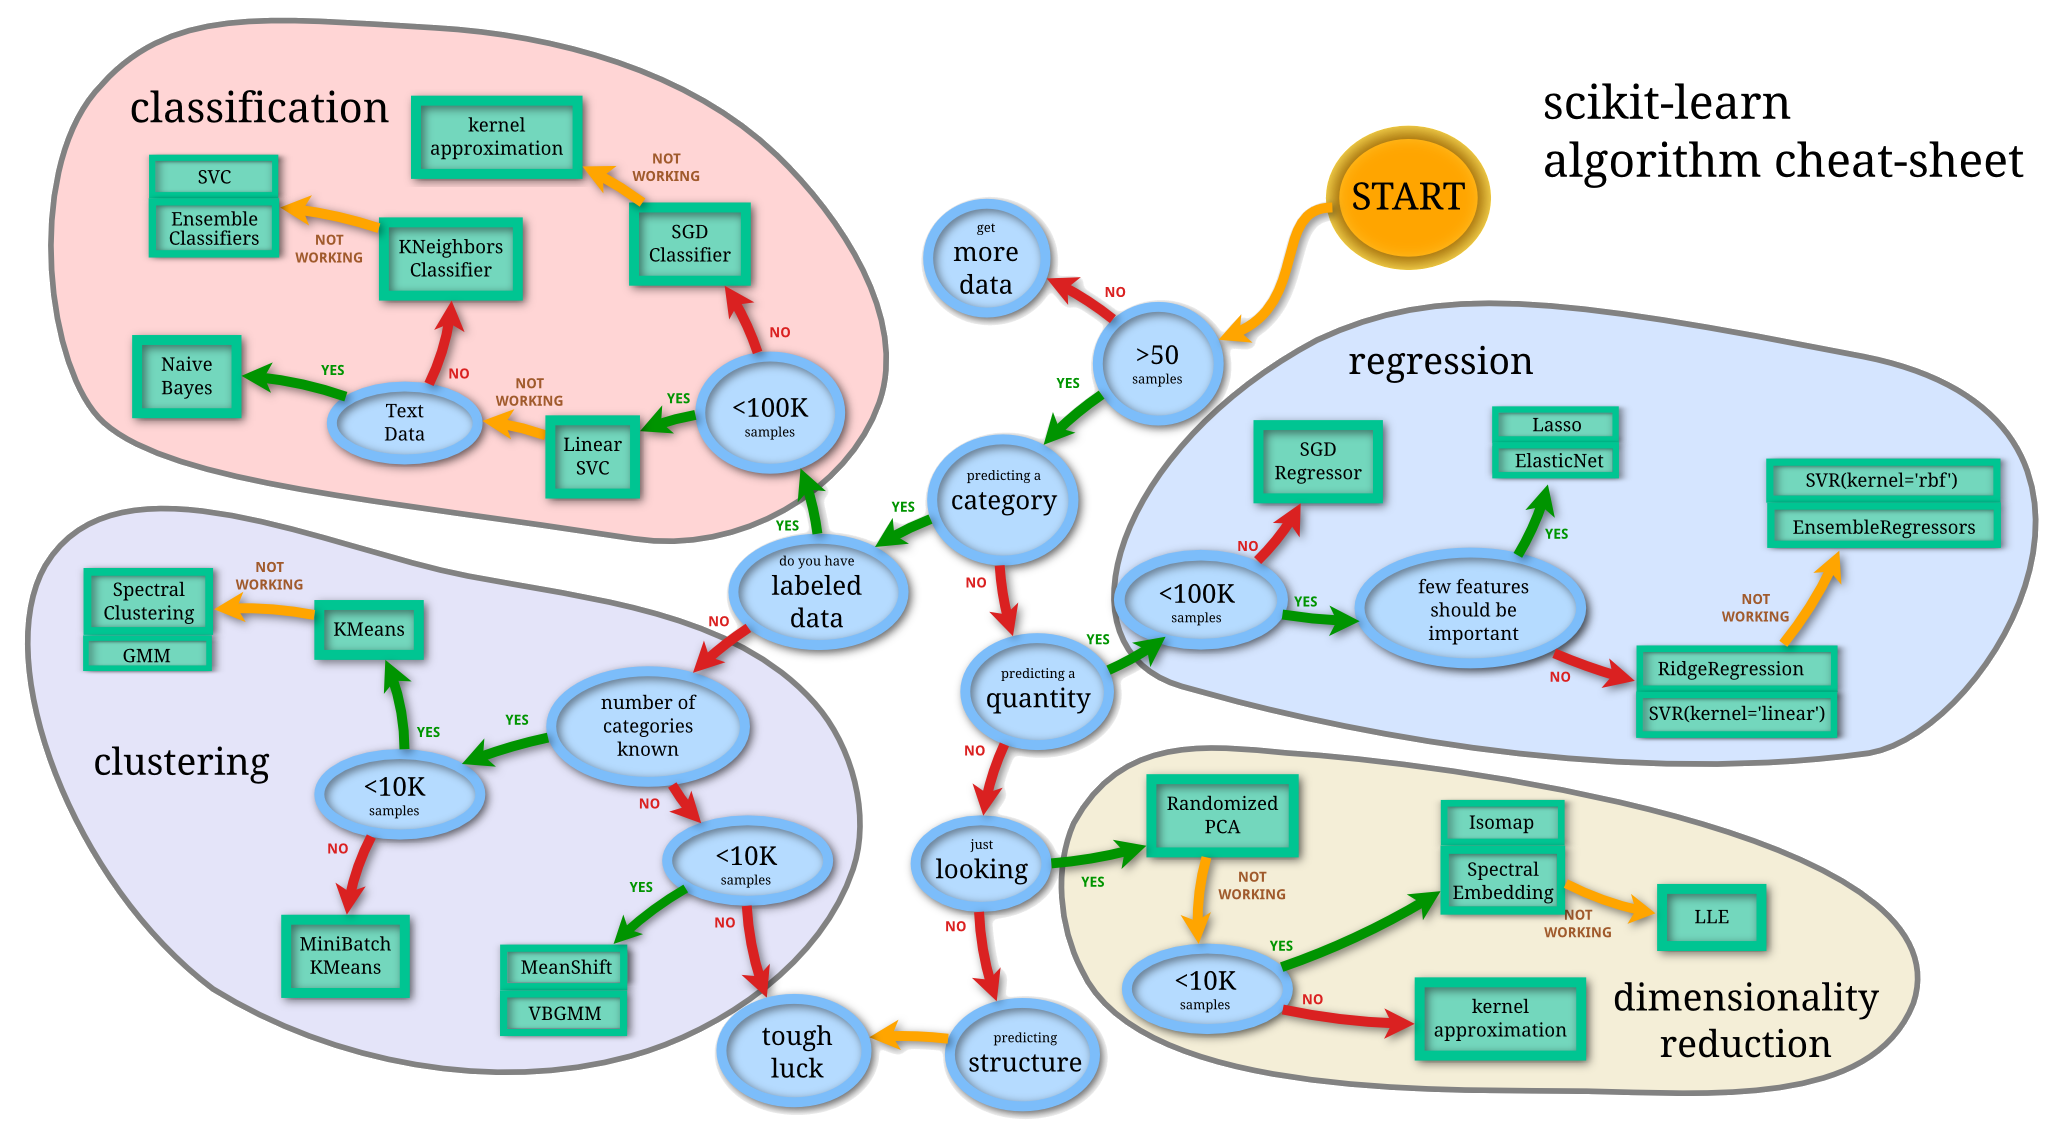 scikit-learn
algorithm cheat-sheet
START
>50
samples
NO
get
more
data
YES
predicting a
category
YES
do you have
labeled
data
YES
NO
NO
predicting a
quantity
YES
NO
just
looking
YES
NO
predicting
structure
tough
luck
classification
kernel
approximation
NOT
WORKING
SVC
Ensemble
Classifiers
NOT
WORKING
KNeighbors
Classifier
SGD
Classifier
NO
Naive
Bayes
YES
NO
Text
Data
NOT
WORKING
Linear
SVC
YES
<100K
samples
regression
SGD
Regressor
NO
<100K
samples
YES
Lasso
ElasticNet
YES
few features
should be
important
NO
SVR(kernel='rbf')
EnsembleRegressors
NOT
WORKING
RidgeRegression
SVR(kernel='linear')
clustering
Spectral
Clustering
GMM
NOT
WORKING
KMeans
YES
<10K
samples
YES
number of
categories
known
NO
NO
MiniBatch
KMeans
<10K
samples
YES
NO
MeanShift
VBGMM
dimensionality
reduction
Randomized
PCA
NOT
WORKING
<10K
samples
YES
NO
Isomap
Spectral
Embedding
NOT
WORKING
LLE
kernel
approximation